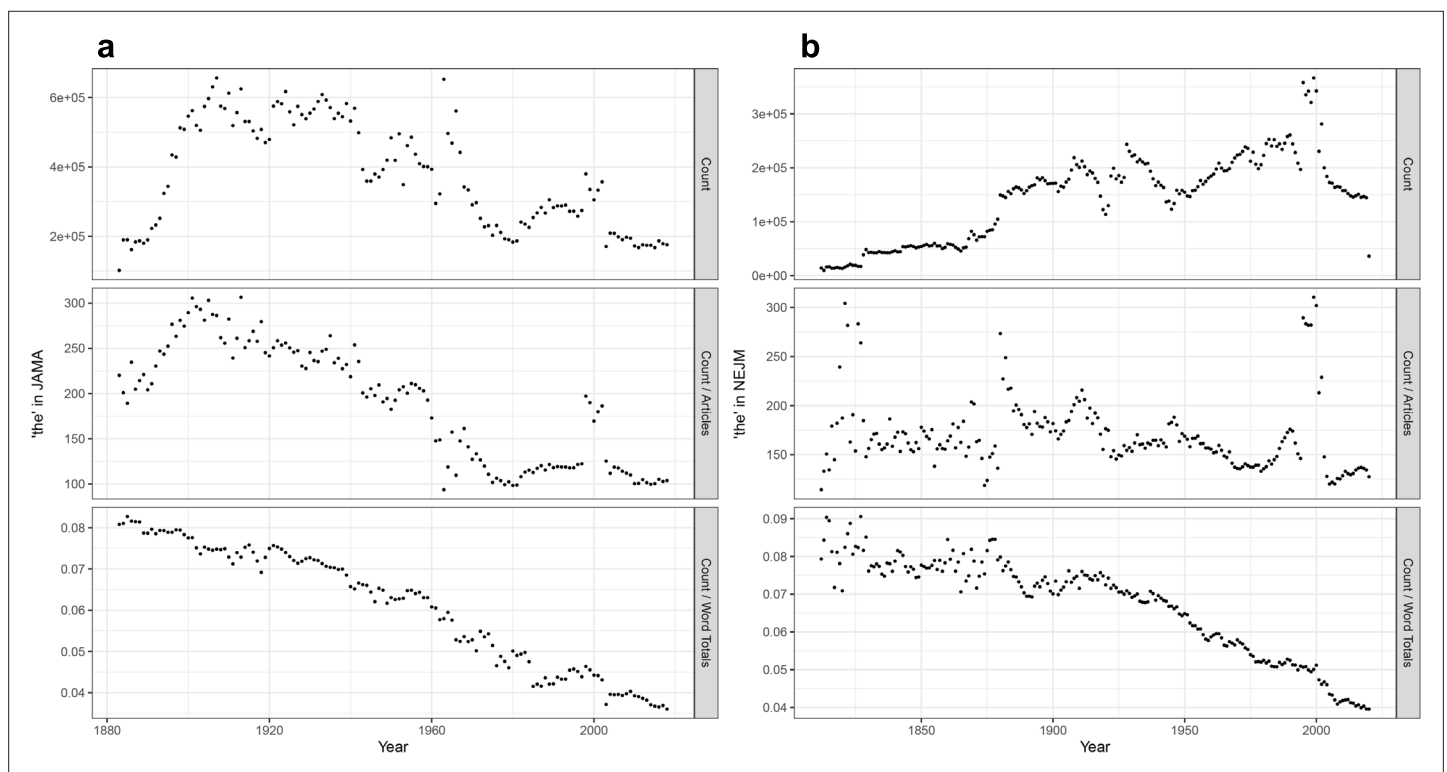 a
'the' in JAMA
6e+05
4e+05
2e+05
Count
300
250
200
150
100
Count / Articles
0.08
0.07
0.06
0.05
0.04
Count / Word Totals
1880
1920
1960
2000
Year
b
'the' in NEJM
3e+05
2e+05
1e+05
0e+00
Count
300
250
200
150
Count / Articles
0.09
0.08
0.07
0.06
0.05
0.04
Count / Word Totals
1850
1900
1950
2000
Year